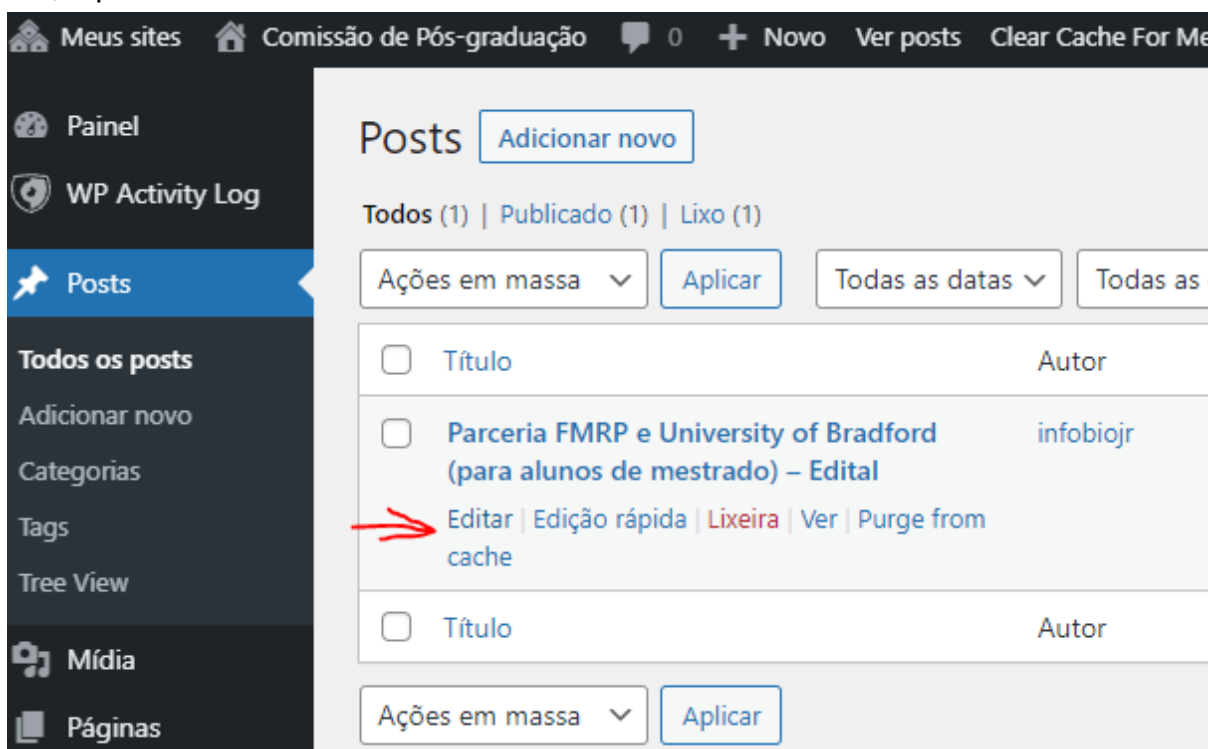 Meus sites Comissão de Pós-graduação 0 + Novo Ver posts Clear Cache For Me
Painel
WP Activity Log
Posts
Todos os posts
Adicionar novo
Categorias
Tags
Tree View
Mídia
Páginas
Posts Adicionar novo
Todos (1) | Publicado (1) | Lixo (1)
Ações em massa Aplicar Todas as datas Todas as
Título Autor
Parceria FMRP e University of Bradford infobiojr
(para alunos de mestrado) – Edital
Editar | Edição rápida | Lixeira | Ver | Purge from
cache
Título Autor
Ações em massa Aplicar